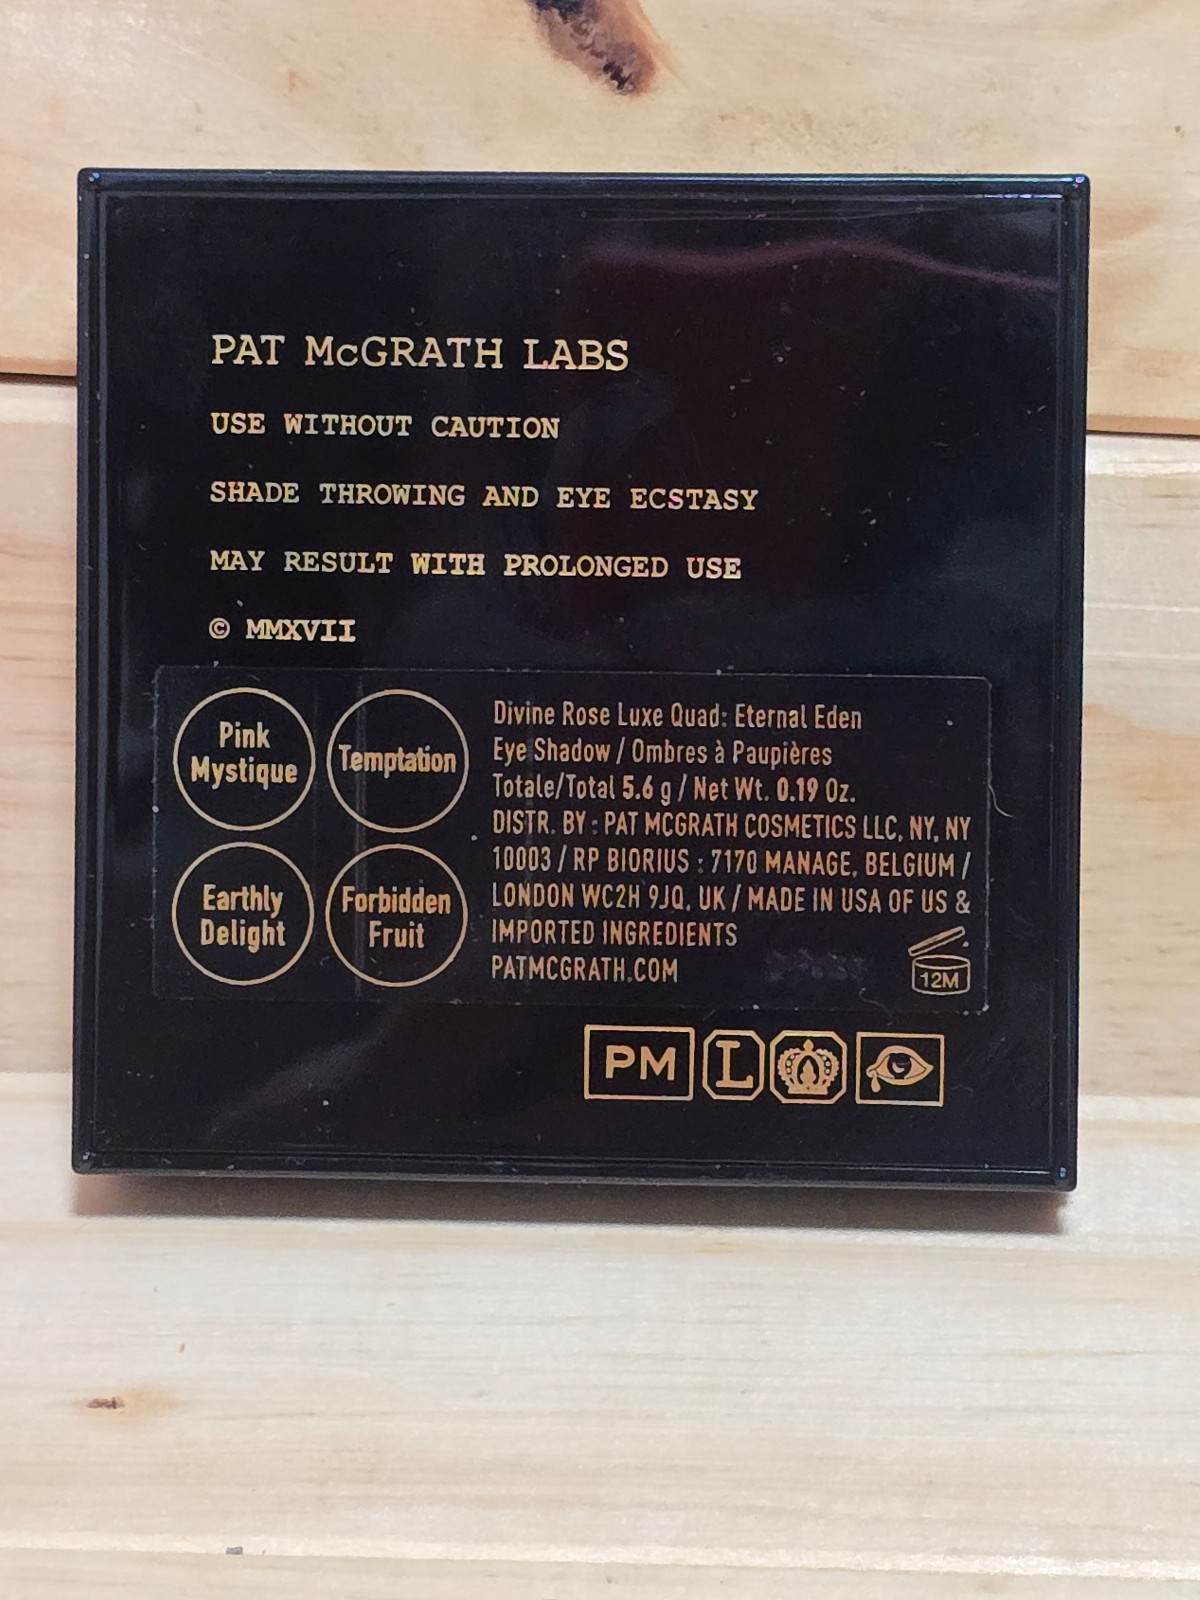 PAT McGRATH LABS
USE WITHOUT CAUTION
SHADE THROWING AND EYE ECSTASY
MAY RESULT WITH PROLONGED USE
© MMXVII
Pink
Mystique
Temptation
Earthly
Delight
Forbidden
Fruit
Divine Rose Luxe Quad: Eternal Eden
Eye Shadow / Ombres à Paupières
Totale/Total 5.6 g / Net Wt. 0.19 Oz.
DISTR. BY : PAT MCGRATH COSMETICS LLC, NY, NY
10003 / RP BIORIUS : 7170 MANAGE, BELGIUM /
LONDON WC2H 9JQ, UK / MADE IN USA OF US &
IMPORTED INGREDIENTS
PATMCGRATH.COM
12M
PM L